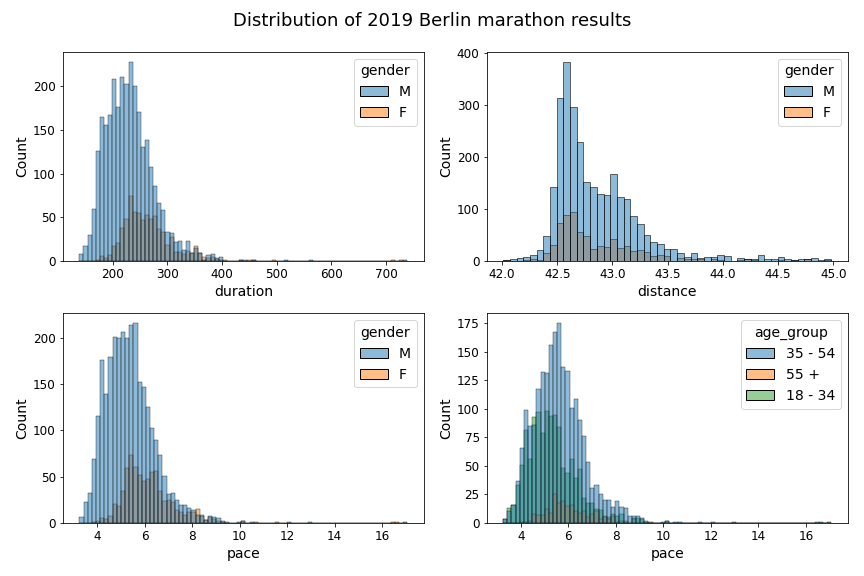 Distribution of 2019 Berlin marathon results
gender
M
F
Count
200
150
100
50
0
200 300 400 500 600 700
duration
gender
M
F
Count
400
300
200
100
0
42.0 42.5 43.0 43.5 44.0 44.5 45.0
distance
gender
M
F
Count
200
150
100
50
0
4 6 8 10 12 14 16
pace
age_group
35 - 54
55 +
18 - 34
Count
175
150
125
100
75
50
25
0
4 6 8 10 12 14 16
pace